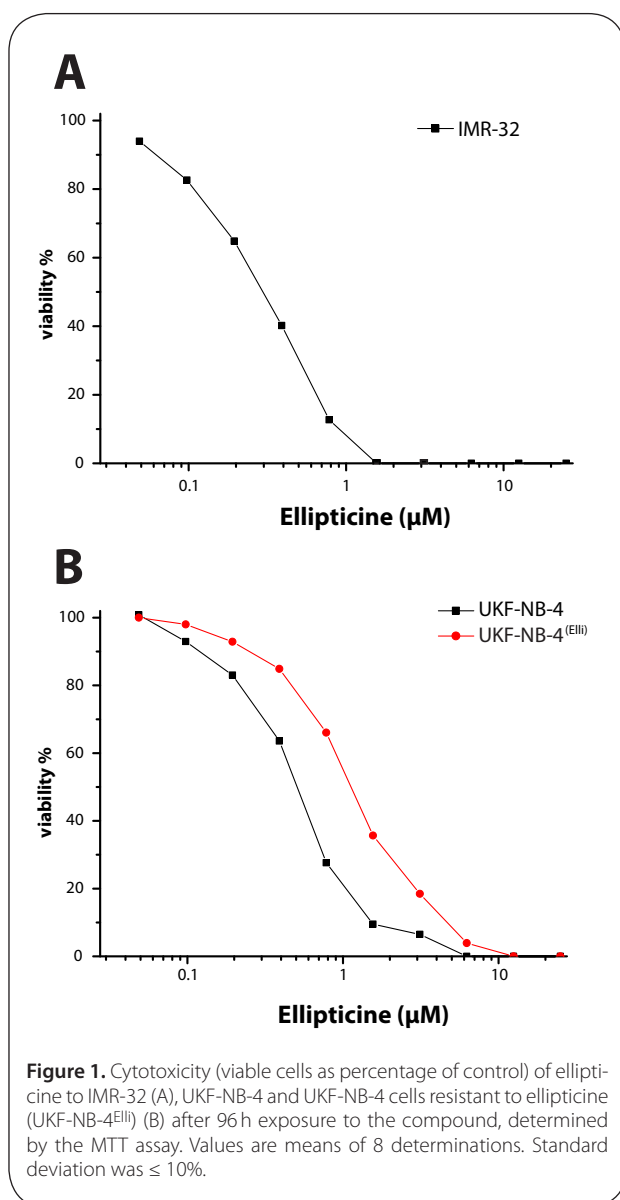 A
IMR-32
100
80
60
40
20
0
viability %
0.1 1 10
Ellipticine (μM)
B
UKF-NB-4
UKF-NB-4(Elli)
100
80
60
40
20
0
viability %
0.1 1 10
Ellipticine (μM)
Figure 1. Cytotoxicity (viable cells as percentage of control) of ellipti-
cine to IMR-32 (A), UKF-NB-4 and UKF-NB-4 cells resistant to ellipticine
(UKF-NB-4Elli) (B) after 96 h exposure to the compound, determined
by the MTT assay. Values are means of 8 determinations. Standard
deviation was ≤ 10%.